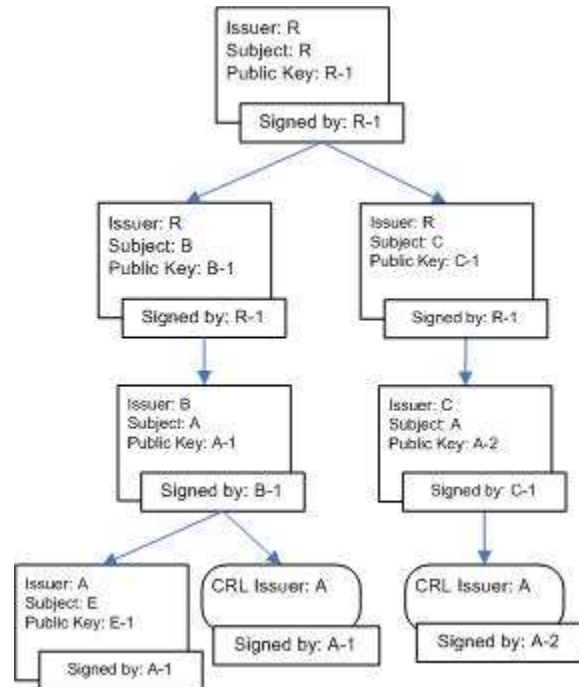 Issuer: R
Subject: R
Public Key: R-1
Signed by: R-1
Issuer: R
Subject: B
Public Key: B-1
Signed by: R-1
Issuer: R
Subject: C
Public Key: C-1
Signed by: R-1
Issuer: B
Subject: A
Public Key: A-1
Signed by: B-1
Issuer: C
Subject: A
Public Key: A-2
Signed by: C-1
Issuer: A
Subject: E
Public Key: E-1
Signed by: A-1
CRL Issuer: A
Signed by: A-1
CRL Issuer: A
Signed by: A-2